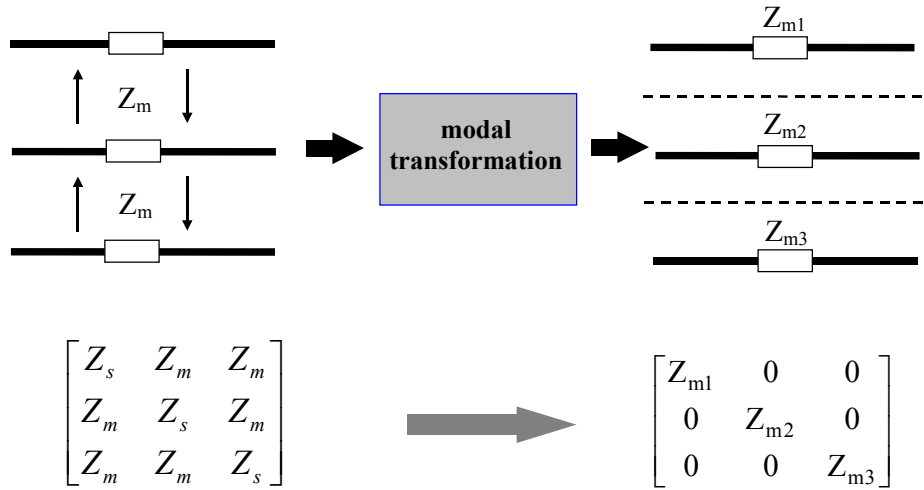 Z_m1
Z_m
modal
transformation
Z_m2
Z_m
Z_m3
Z_s Z_m Z_m
Z_m Z_s Z_m
Z_m Z_m Z_s
Z_m1 0 0
0 Z_m2 0
0 0 Z_m3